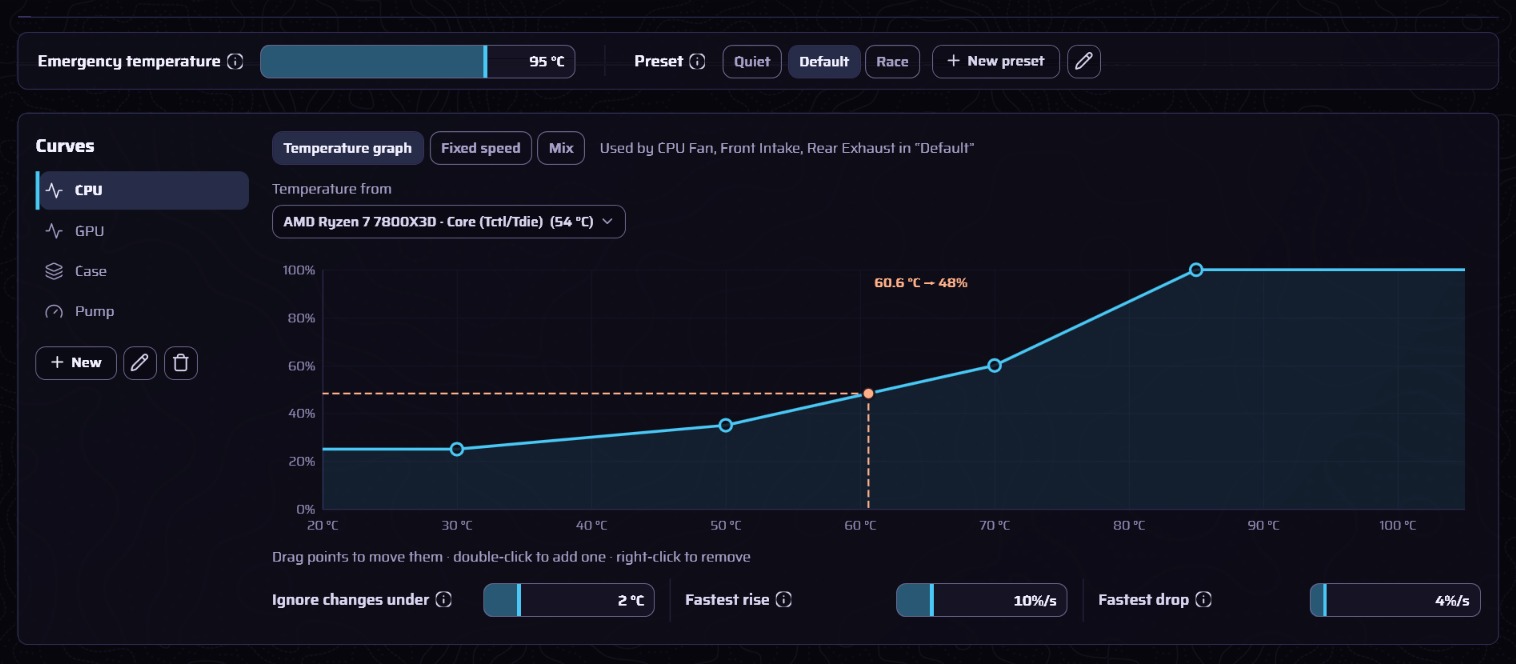 Emergency temperature 95 °C Preset Quiet Default Race + New preset
Curves
Temperature graph Fixed speed Mix Used by CPU Fan, Front Intake, Rear Exhaust in "Default"
CPU
GPU
Case
Pump
+ New
Temperature from
AMD Ryzen 7 7800X3D · Core (Tctl/Tdie) (54 °C)
60.6 °C → 48%
100%
80%
60%
40%
20%
0%
20 °C 30 °C 40 °C 50 °C 60 °C 70 °C 80 °C 90 °C 100 °C
Drag points to move them · double-click to add one · right-click to remove
Ignore changes under 2 °C Fastest rise 10%/s Fastest drop 4%/s